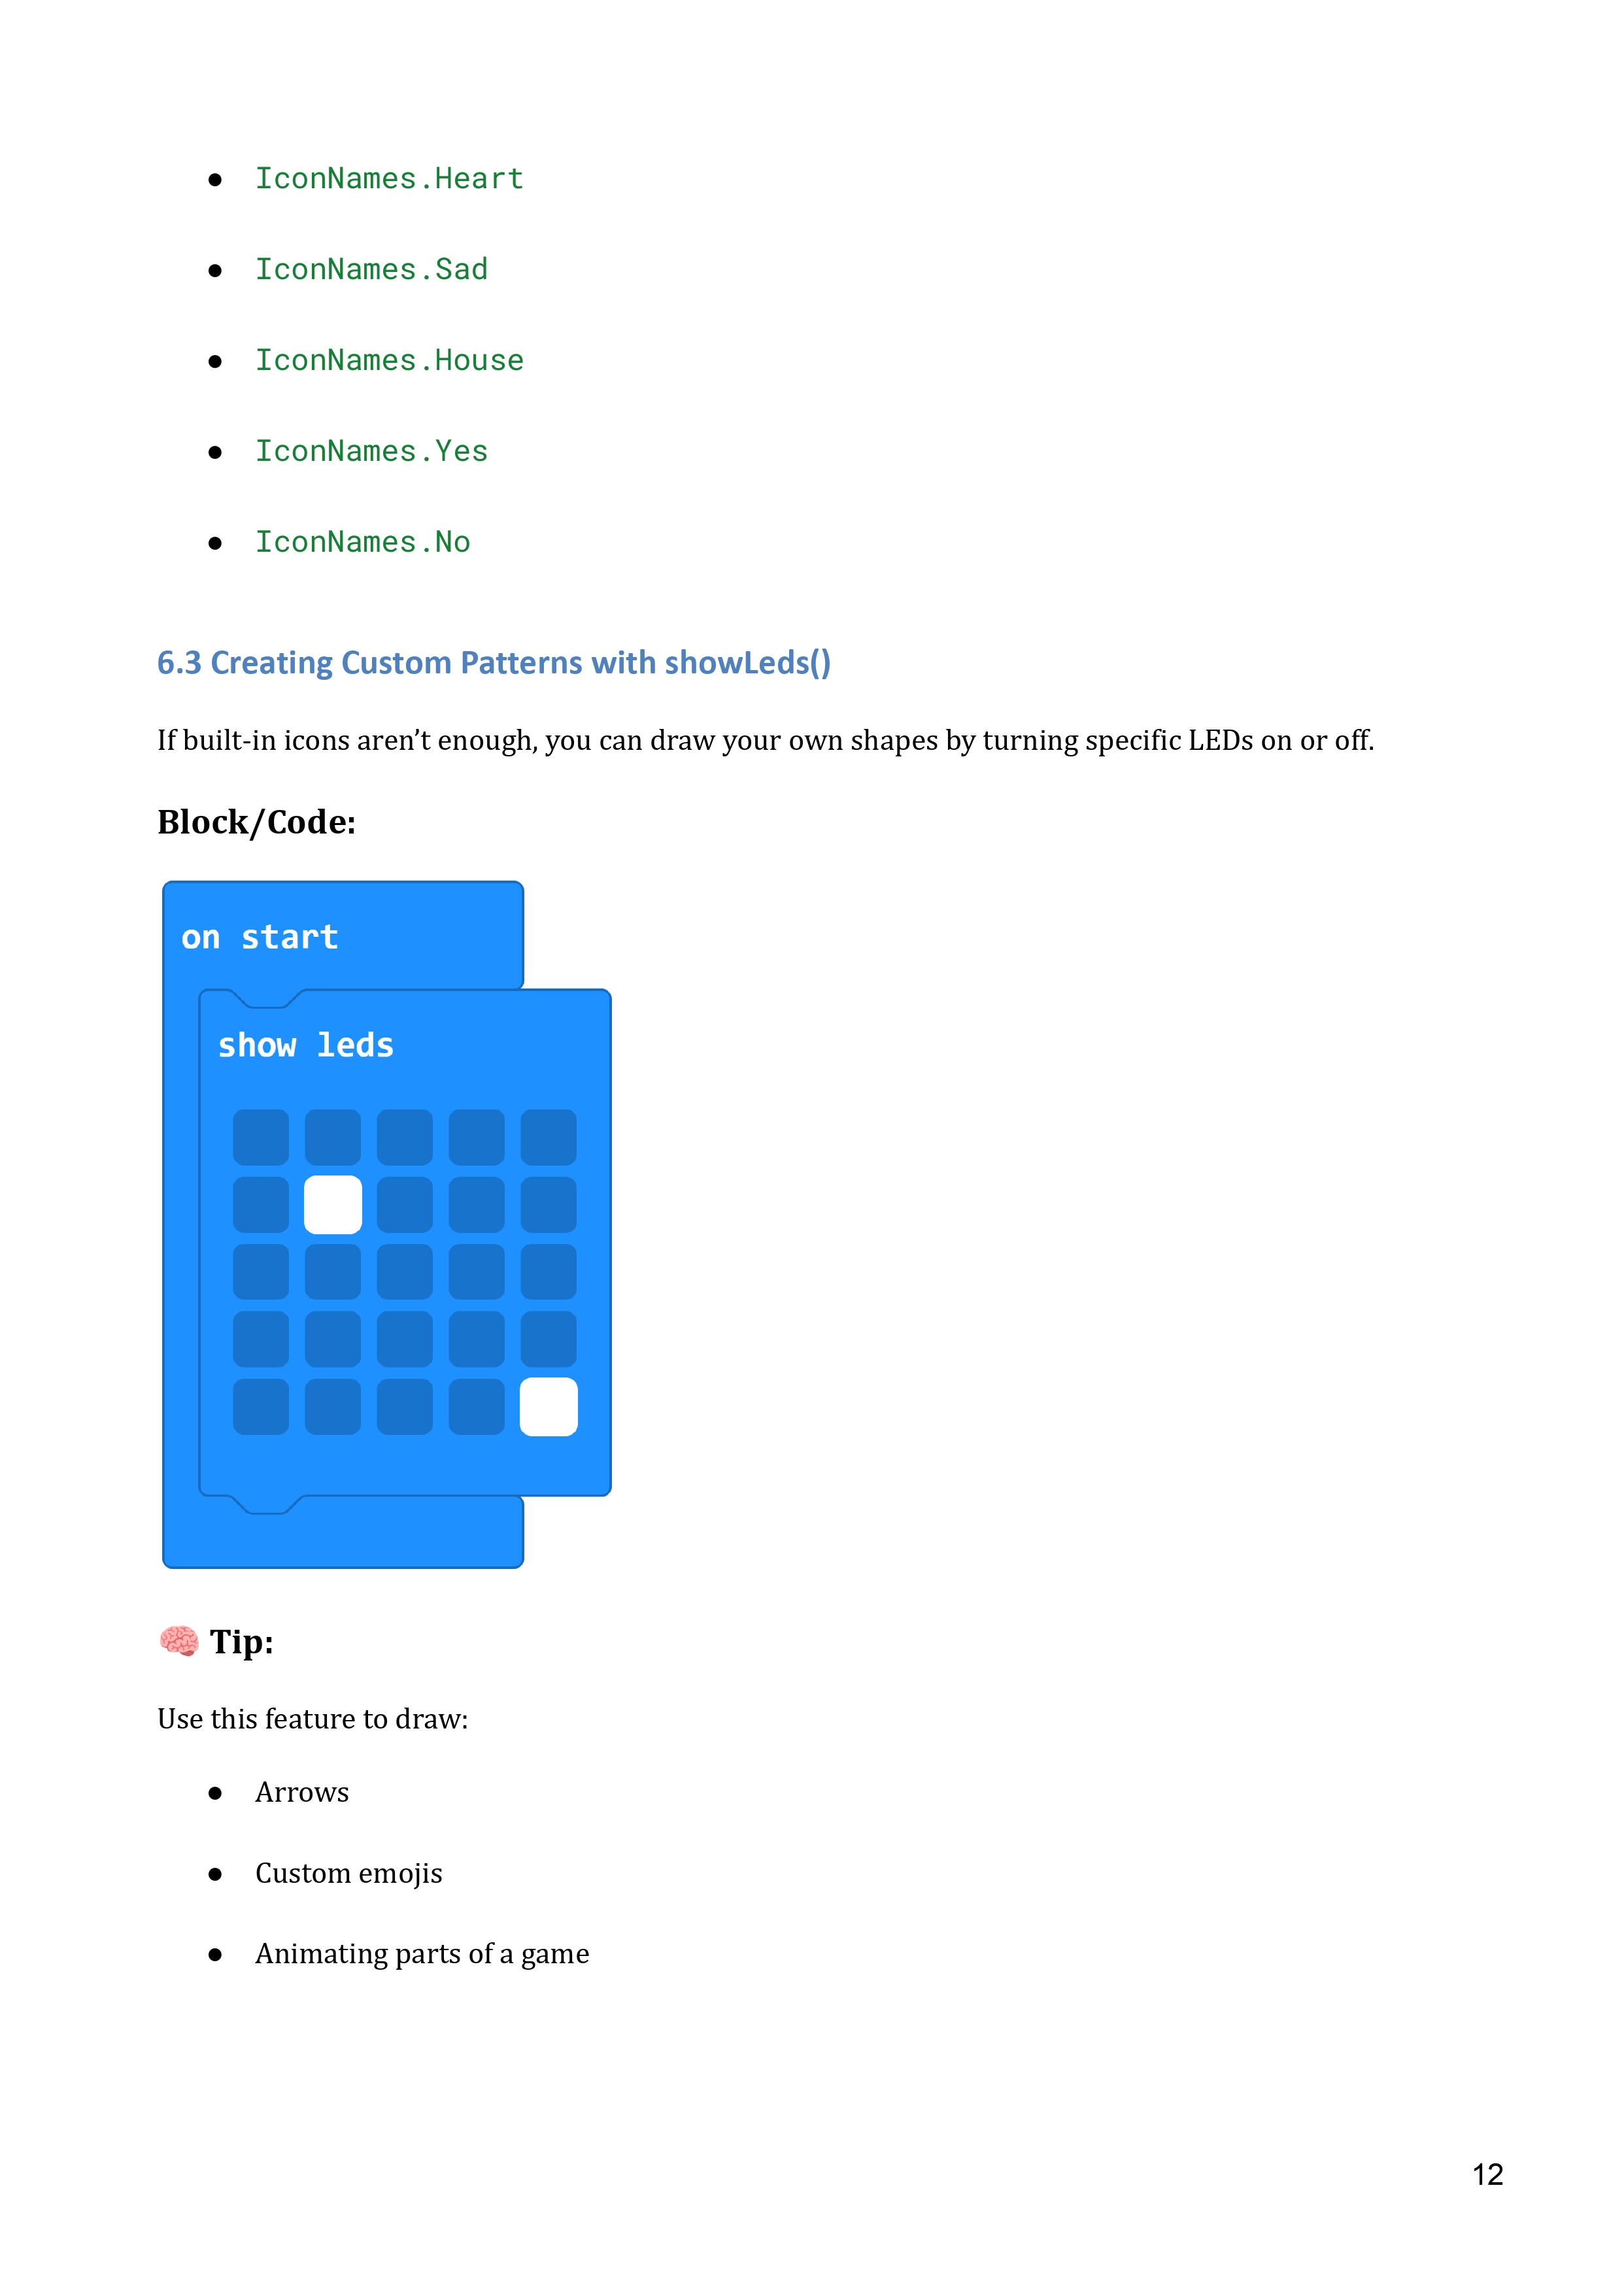 ● IconNames.Heart
● IconNames.Sad
● IconNames.House
● IconNames.Yes
● IconNames.No
6.3 Creating Custom Patterns with showLeds()
If built-in icons aren’t enough, you can draw your own shapes by turning specific LEDs on or off.
Block/Code:
on start
show leds
🧠 Tip:
Use this feature to draw:
● Arrows
● Custom emojis
● Animating parts of a game
12